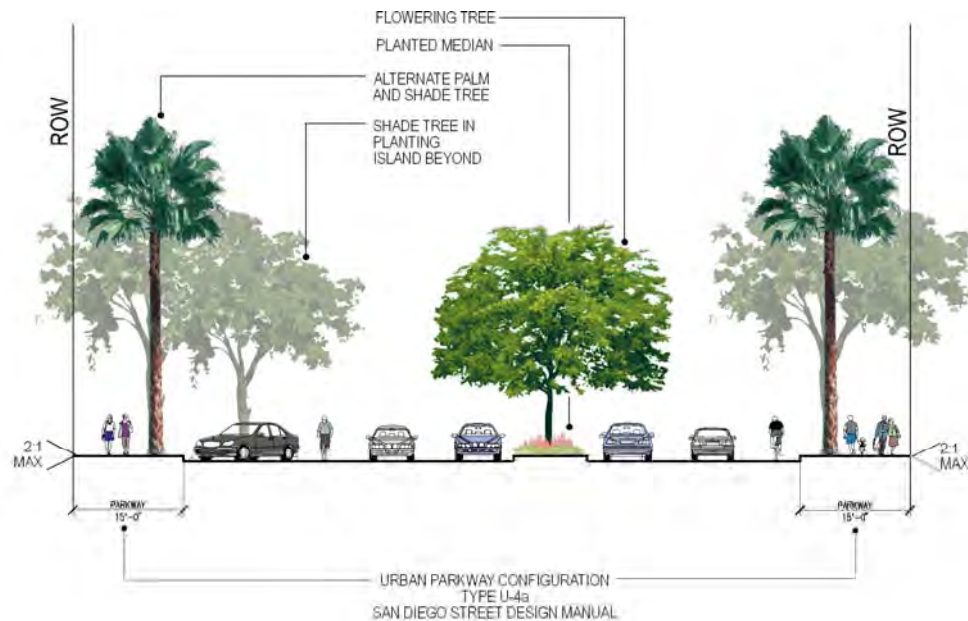 FLOWERING TREE
PLANTED MEDIAN
ALTERNATE PALM
AND SHADE TREE
SHADE TREE IN
PLANTING
ISLAND BEYOND
ROW
ROW
2:1
MAX
2:1
MAX
PARKWAY
15'-0"
PARKWAY
15'-0"
URBAN PARKWAY CONFIGURATION
TYPE U-4a
SAN DIEGO STREET DESIGN MANUAL